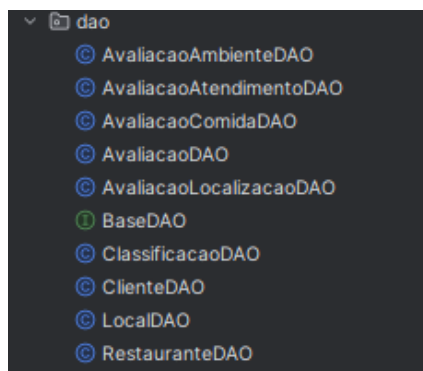 dao
AvaliacaoAmbienteDAO
AvaliacaoAtendimentoDAO
AvaliacaoComidaDAO
AvaliacaoDAO
AvaliacaoLocalizacaoDAO
BaseDAO
ClassificacaoDAO
ClienteDAO
LocalDAO
RestauranteDAO